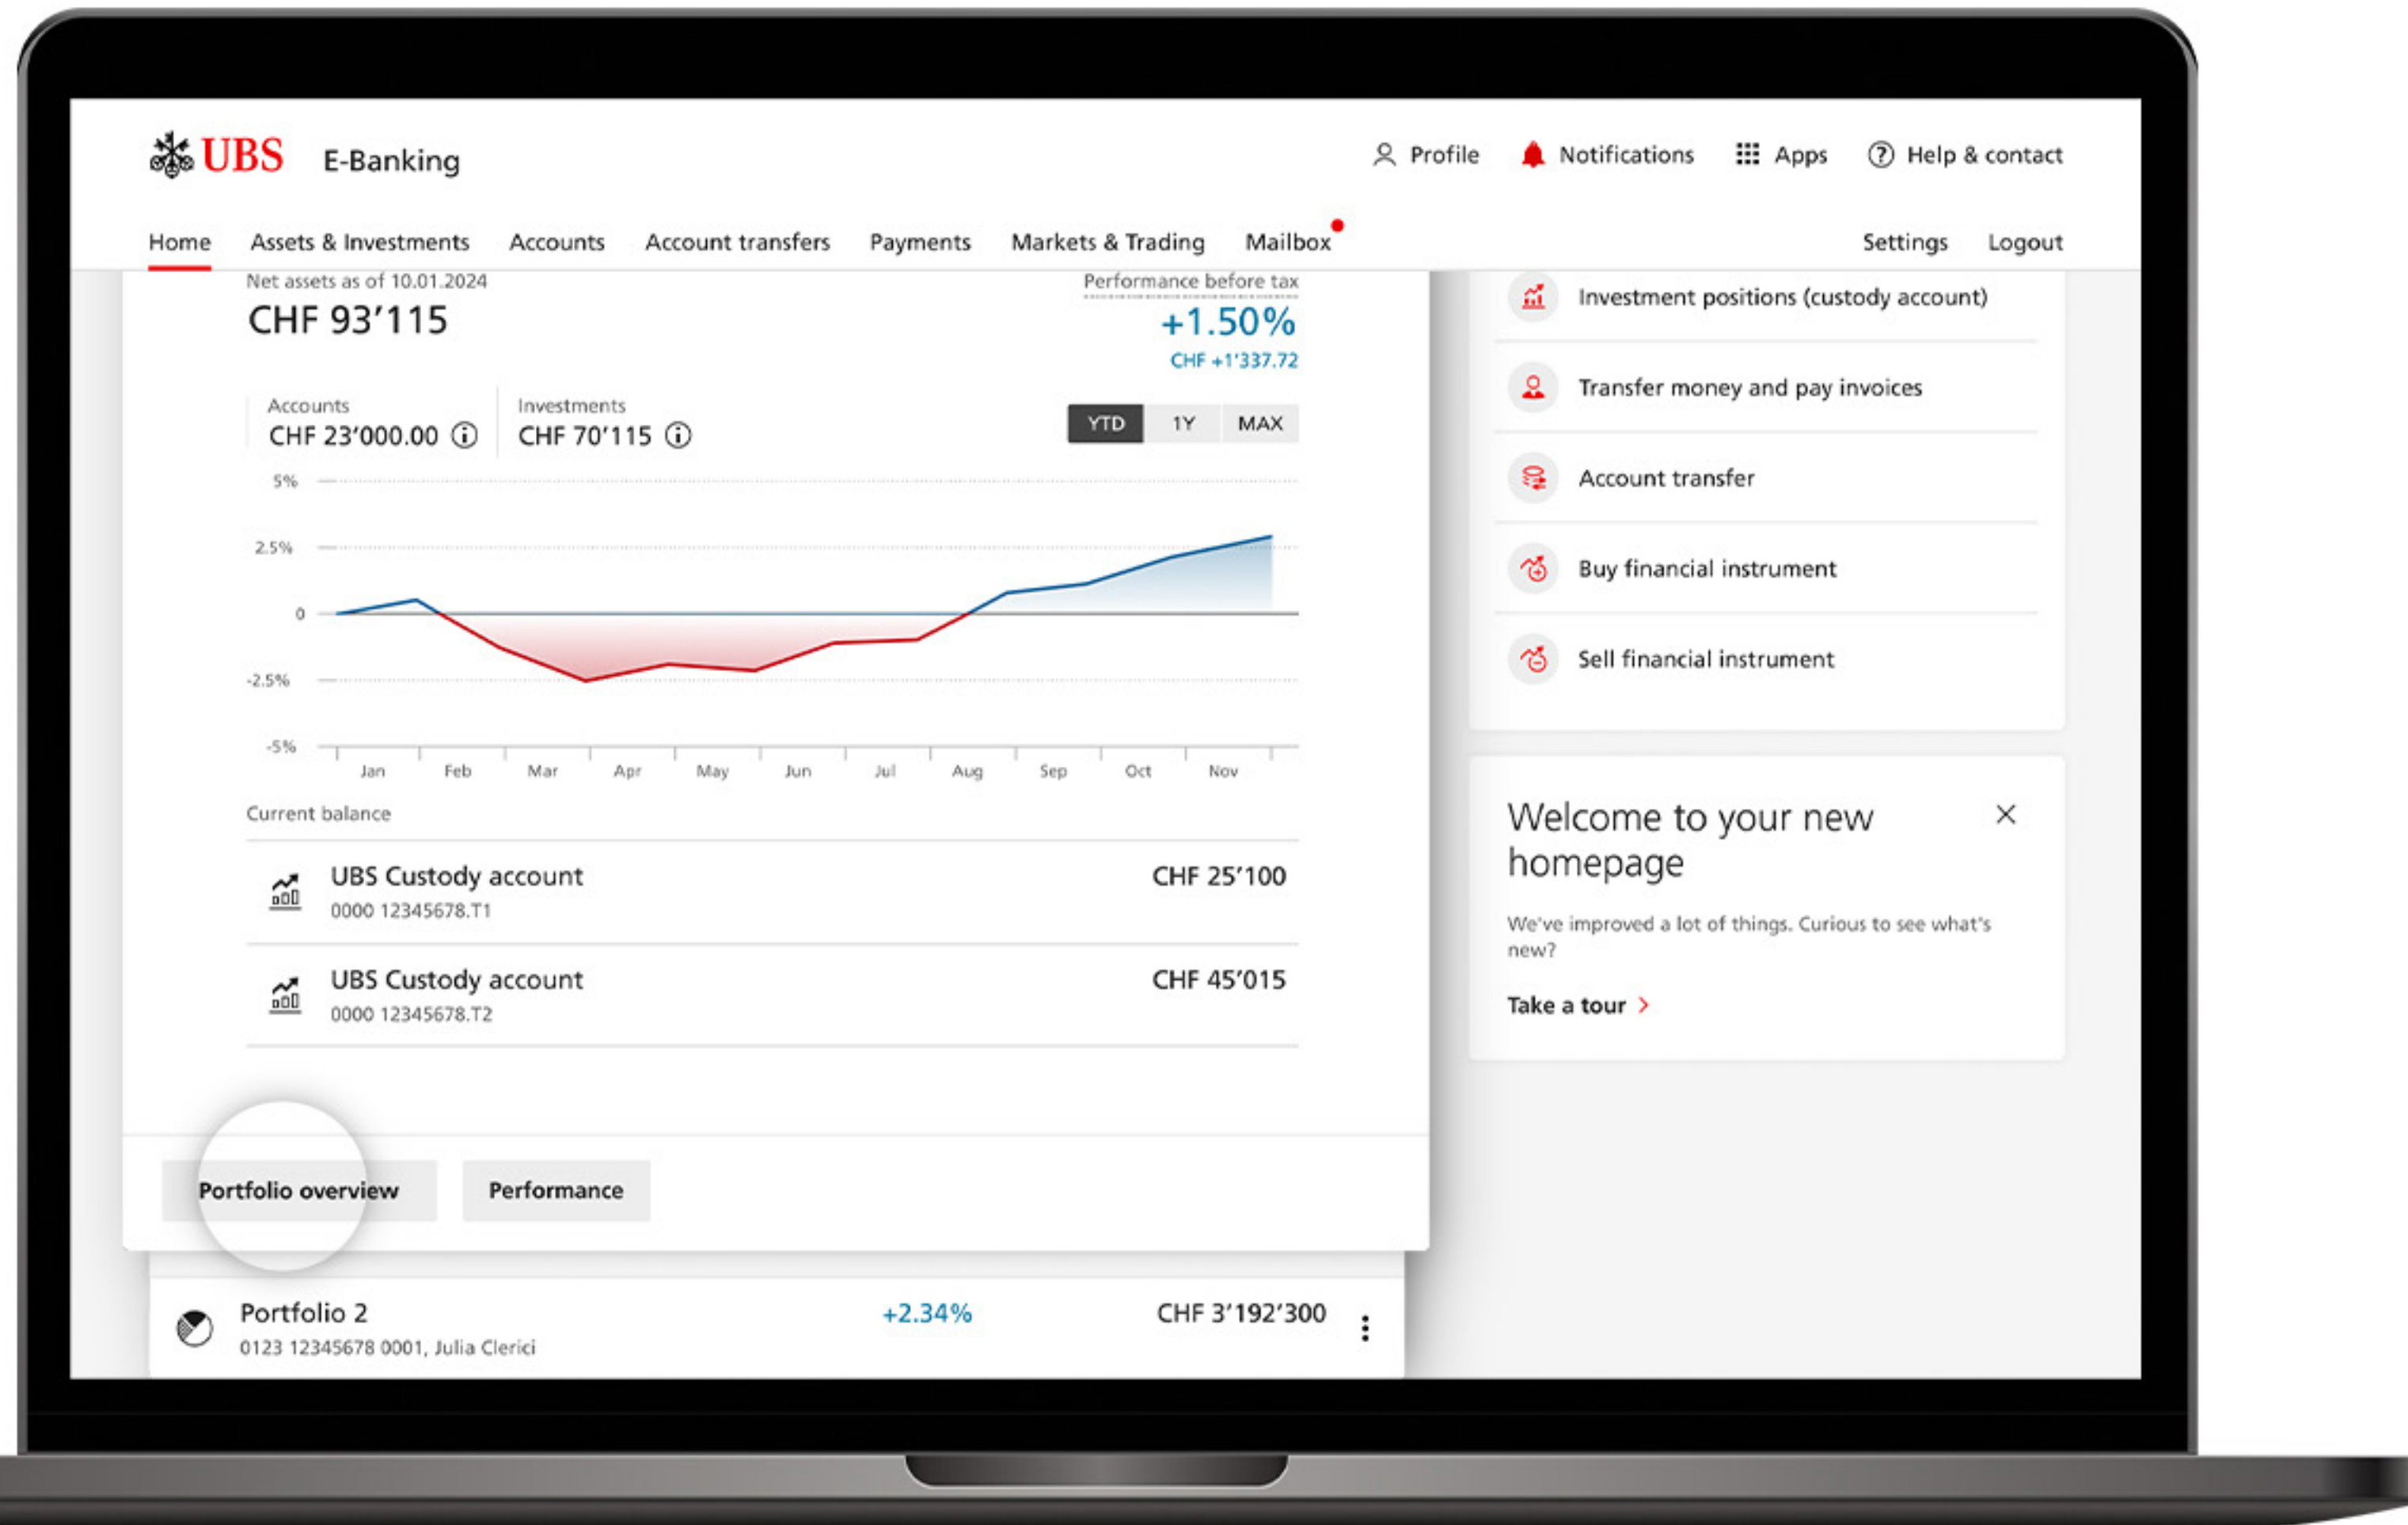 UBS E-Banking
Profile Notifications Apps Help & contact
Home Assets & Investments Accounts Account transfers Payments Markets & Trading Mailbox Settings Logout
Net assets as of 10.01.2024
CHF 93’115
Performance before tax
+1.50%
CHF +1'337.72
Accounts
CHF 23’000.00
Investments
CHF 70’115
YTD 1Y MAX
5%
2.5%
0
-2.5%
-5%
Jan Feb Mar Apr May Jun Jul Aug Sep Oct Nov
Current balance
UBS Custody account CHF 25’100
0000 12345678.T1
UBS Custody account CHF 45’015
0000 12345678.T2
Portfolio overview Performance
Portfolio 2 +2.34% CHF 3’192’300
0123 12345678 0001, Julia Clerici
Investment positions (custody account)
Transfer money and pay invoices
Account transfer
Buy financial instrument
Sell financial instrument
Welcome to your new
homepage
We've improved a lot of things. Curious to see what's
new?
Take a tour